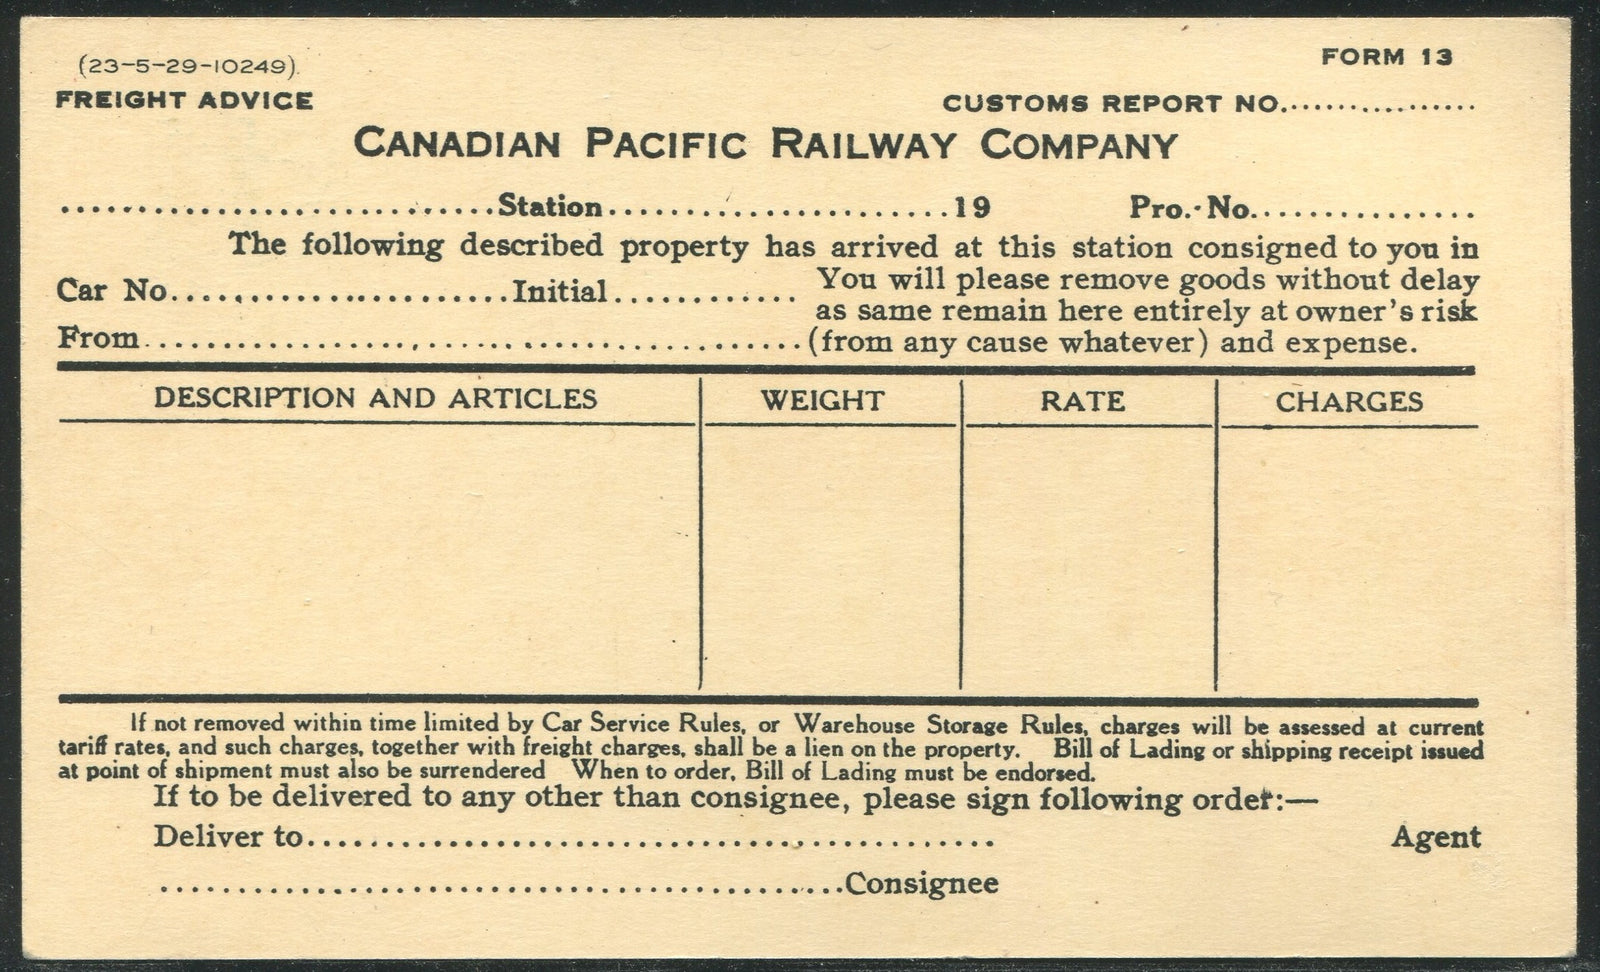 (23-5-29-10249).
FORM 13
FREIGHT ADVICE
CUSTOMS REPORT NO.................
CANADIAN PACIFIC RAILWAY COMPANY
..............................Station.......................19 Pro. No...............
The following described property has arrived at this station consigned to you in
Car No.......................Initial............. You will please remove goods without delay
as same remain here entirely at owner's risk
From............................................(from any cause whatever) and expense.
DESCRIPTION AND ARTICLES WEIGHT RATE CHARGES
If not removed within time limited by Car Service Rules, or Warehouse Storage Rules, charges will be assessed at current
tariff rates, and such charges, together with freight charges, shall be a lien on the property. Bill of Lading or shipping receipt issued
at point of shipment must also be surrendered When to order, Bill of Lading must be endorsed.
If to be delivered to any other than consignee, please sign following order:—
Deliver to.............................................. Agent
..............................................Consignee